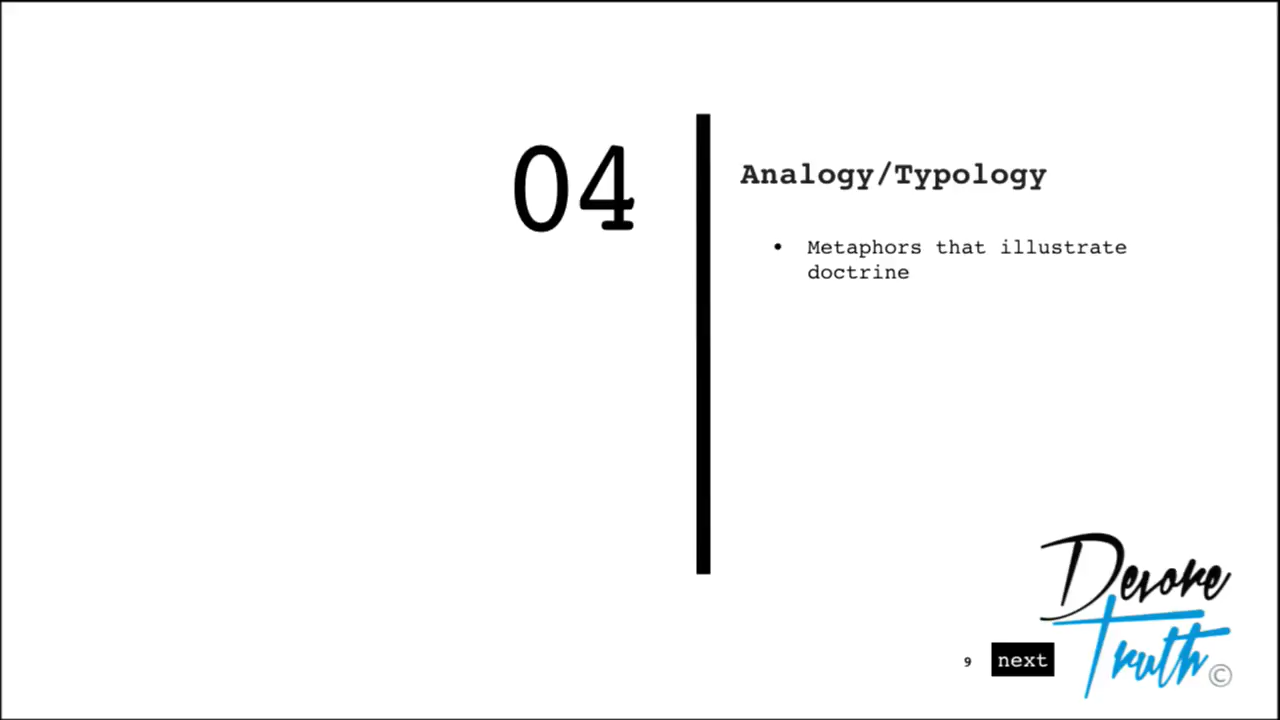 04
Analogy/Typology
• Metaphors that illustrate
doctrine
Devore
Truth
©
9
next